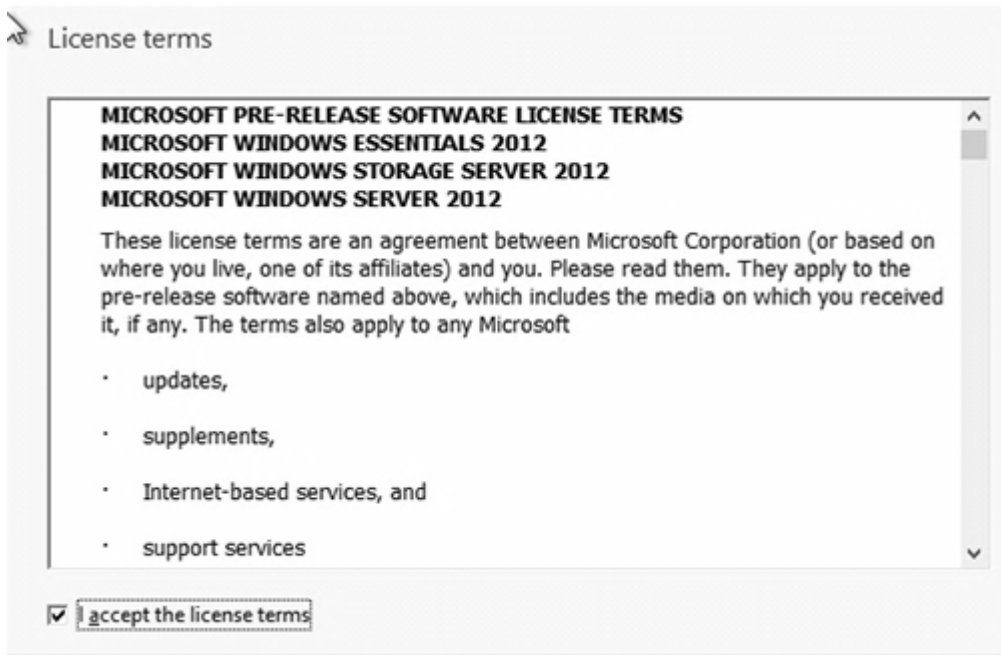 License terms
MICROSOFT PRE-RELEASE SOFTWARE LICENSE TERMS
MICROSOFT WINDOWS ESSENTIALS 2012
MICROSOFT WINDOWS STORAGE SERVER 2012
MICROSOFT WINDOWS SERVER 2012
These license terms are an agreement between Microsoft Corporation (or based on
where you live, one of its affiliates) and you. Please read them. They apply to the
pre-release software named above, which includes the media on which you received
it, if any. The terms also apply to any Microsoft
· updates,
· supplements,
· Internet-based services, and
· support services
I accept the license terms